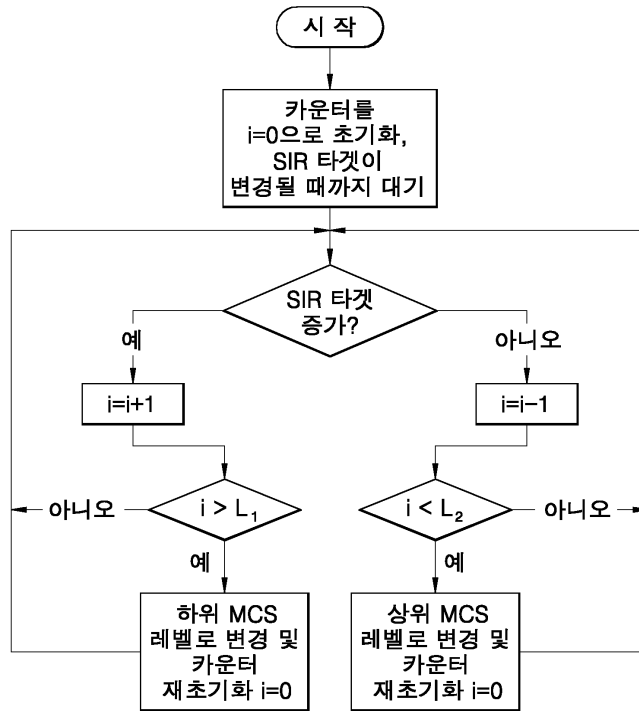 시 작
카운터를
i=0으로 초기화,
SIR 타겟이
변경될 때까지 대기
SIR 타겟
증가?
예
아니오
i=i+1
i=i−1
아니오
i > L₁
i < L₂
아니오
예
예
하위 MCS
레벨로 변경 및
카운터
재초기화 i=0
상위 MCS
레벨로 변경 및
카운터
재초기화 i=0